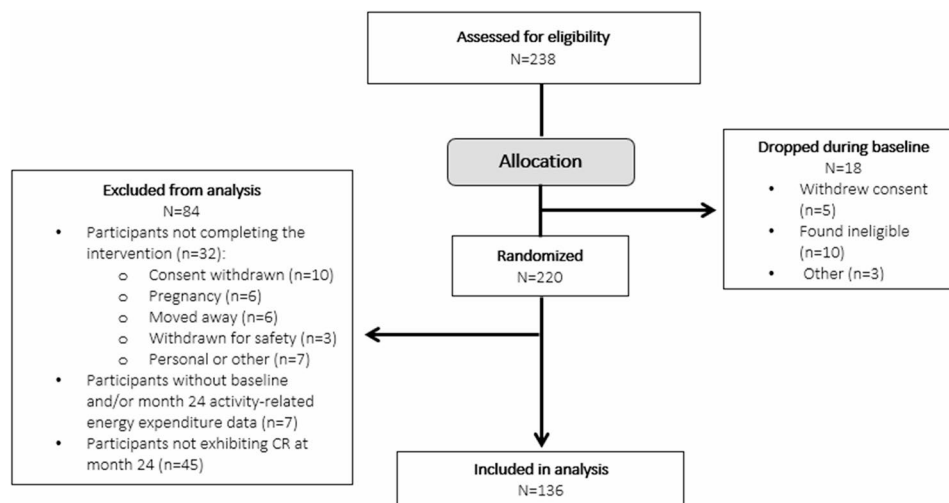 Assessed for eligibility
N=238
Allocation
Dropped during baseline
N=18
• Withdrew consent
(n=5)
• Found ineligible
(n=10)
• Other (n=3)
Randomized
N=220
Excluded from analysis
N=84
• Participants not completing the
intervention (n=32):
o Consent withdrawn (n=10)
o Pregnancy (n=6)
o Moved away (n=6)
o Withdrawn for safety (n=3)
o Personal or other (n=7)
• Participants without baseline
and/or month 24 activity-related
energy expenditure data (n=7)
• Participants not exhibiting CR at
month 24 (n=45)
Included in analysis
N=136